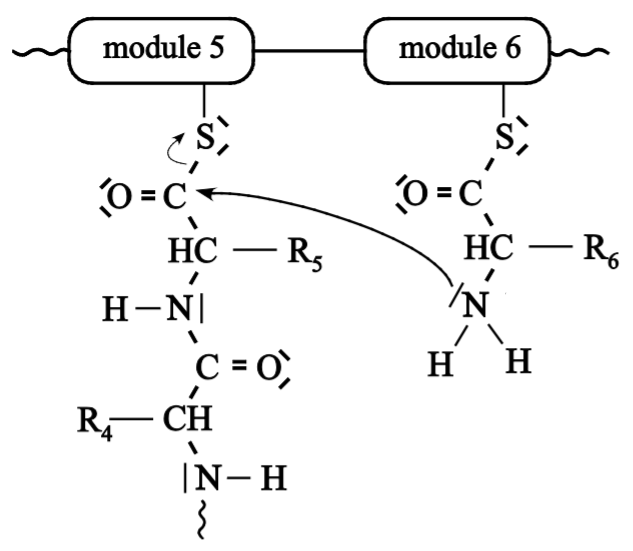 module 5 module 6
S S
O = C O = C
HC — R₅ HC — R₆
H — N N
H H
C = O
R₄ — CH
N — H